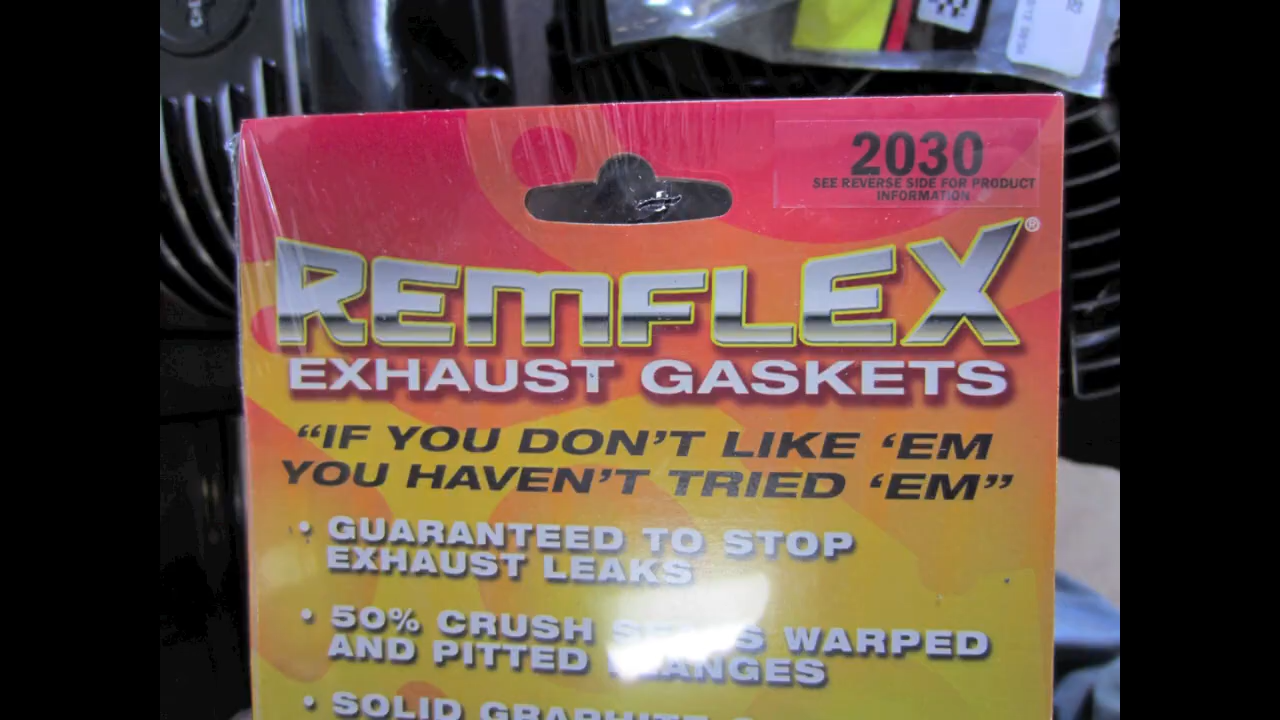 2030
SEE REVERSE SIDE FOR PRODUCT
INFORMATION
REMFLEX®
EXHAUST GASKETS
"IF YOU DON'T LIKE 'EM
YOU HAVEN'T TRIED 'EM"
• GUARANTEED TO STOP
EXHAUST LEAKS
• 50% CRUSH SEALS WARPED
AND PITTED FLANGES
• SOLID GRAPHITE